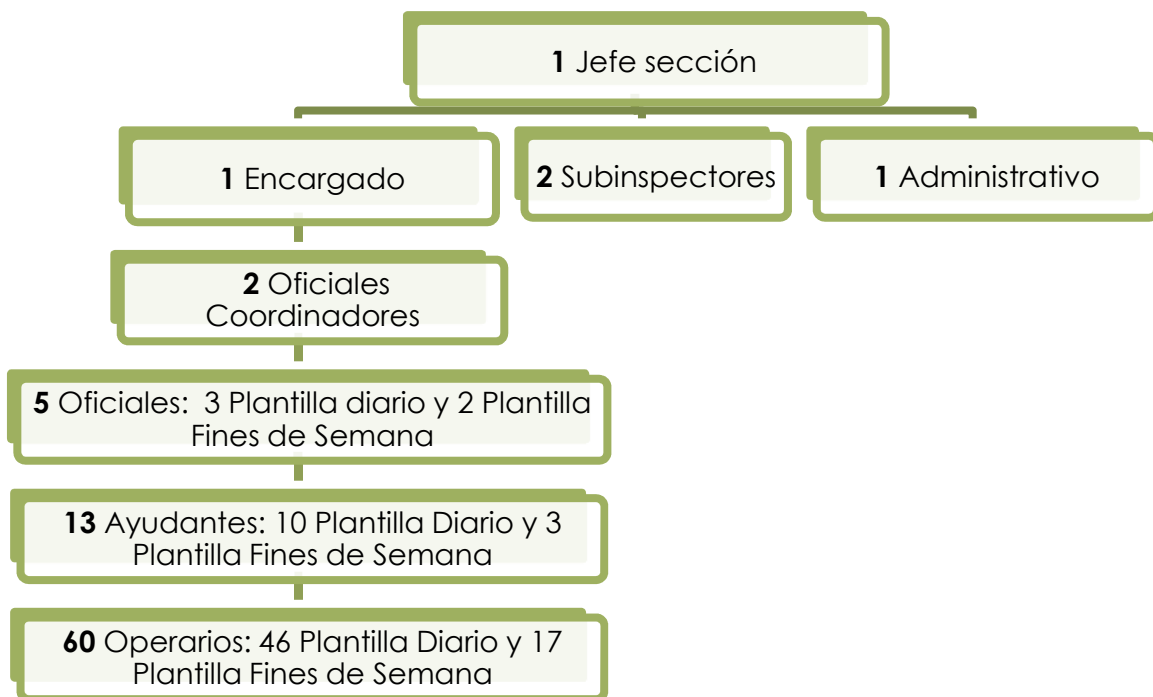 1 Jefe sección
1 Encargado
2 Subinspectores
1 Administrativo
2 Oficiales
Coordinadores
5 Oficiales:  3 Plantilla diario y 2 Plantilla
Fines de Semana
13 Ayudantes: 10 Plantilla Diario y 3
Plantilla Fines de Semana
60 Operarios: 46 Plantilla Diario y 17
Plantilla Fines de Semana